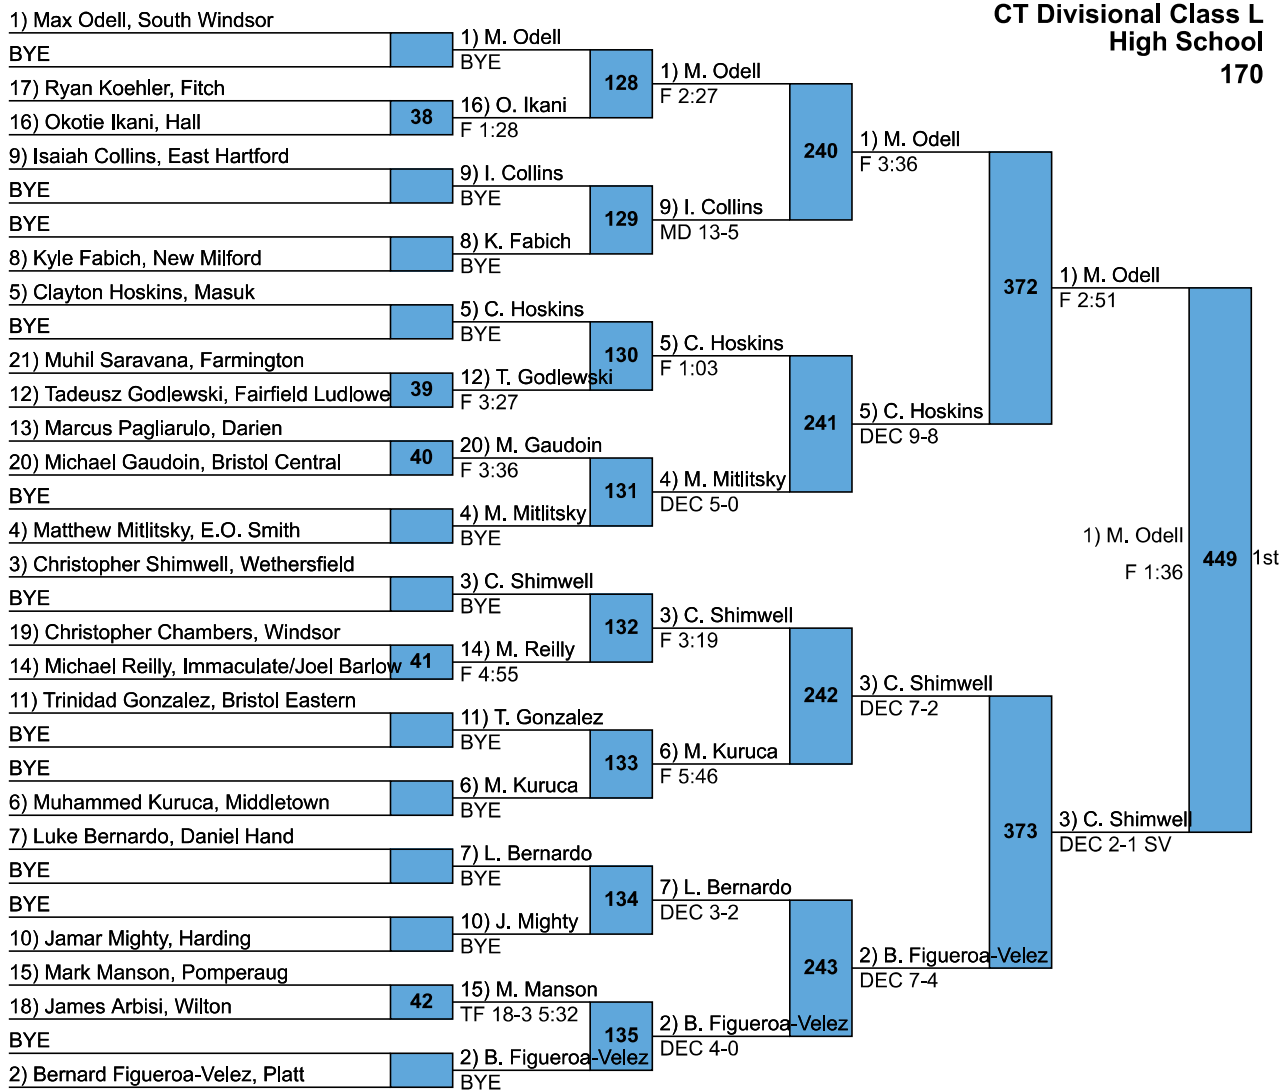 CT Divisional Class L
High School
170
1) Max Odell, South Windsor
BYE
17) Ryan Koehler, Fitch
16) Okotie Ikani, Hall
9) Isaiah Collins, East Hartford
BYE
BYE
8) Kyle Fabich, New Milford
5) Clayton Hoskins, Masuk
BYE
21) Muhil Saravana, Farmington
12) Tadeusz Godlewski, Fairfield Ludlowe
13) Marcus Pagliarulo, Darien
20) Michael Gaudoin, Bristol Central
BYE
4) Matthew Mitlitsky, E.O. Smith
3) Christopher Shimwell, Wethersfield
BYE
19) Christopher Chambers, Windsor
14) Michael Reilly, Immaculate/Joel Barlow
11) Trinidad Gonzalez, Bristol Eastern
BYE
BYE
6) Muhammed Kuruca, Middletown
7) Luke Bernardo, Daniel Hand
BYE
BYE
10) Jamar Mighty, Harding
15) Mark Manson, Pomperaug
18) James Arbisi, Wilton
BYE
2) Bernard Figueroa-Velez, Platt
38
39
40
41
42
1) M. Odell
BYE
16) O. Ikani
F 1:28
9) I. Collins
BYE
8) K. Fabich
BYE
5) C. Hoskins
BYE
12) T. Godlewski
F 3:27
20) M. Gaudoin
F 3:36
4) M. Mitlitsky
BYE
3) C. Shimwell
BYE
14) M. Reilly
F 4:55
11) T. Gonzalez
BYE
6) M. Kuruca
BYE
7) L. Bernardo
BYE
10) J. Mighty
BYE
15) M. Manson
TF 18-3 5:32
2) B. Figueroa-Velez
BYE
128
129
130
131
132
133
134
135
1) M. Odell
F 2:27
9) I. Collins
MD 13-5
5) C. Hoskins
F 1:03
4) M. Mitlitsky
DEC 5-0
3) C. Shimwell
F 3:19
6) M. Kuruca
F 5:46
7) L. Bernardo
DEC 3-2
2) B. Figueroa-Velez
DEC 4-0
240
241
242
243
1) M. Odell
F 3:36
5) C. Hoskins
DEC 9-8
3) C. Shimwell
DEC 7-2
2) B. Figueroa-Velez
DEC 7-4
372
373
1) M. Odell
F 2:51
3) C. Shimwell
DEC 2-1 SV
1) M. Odell
F 1:36
449
1st